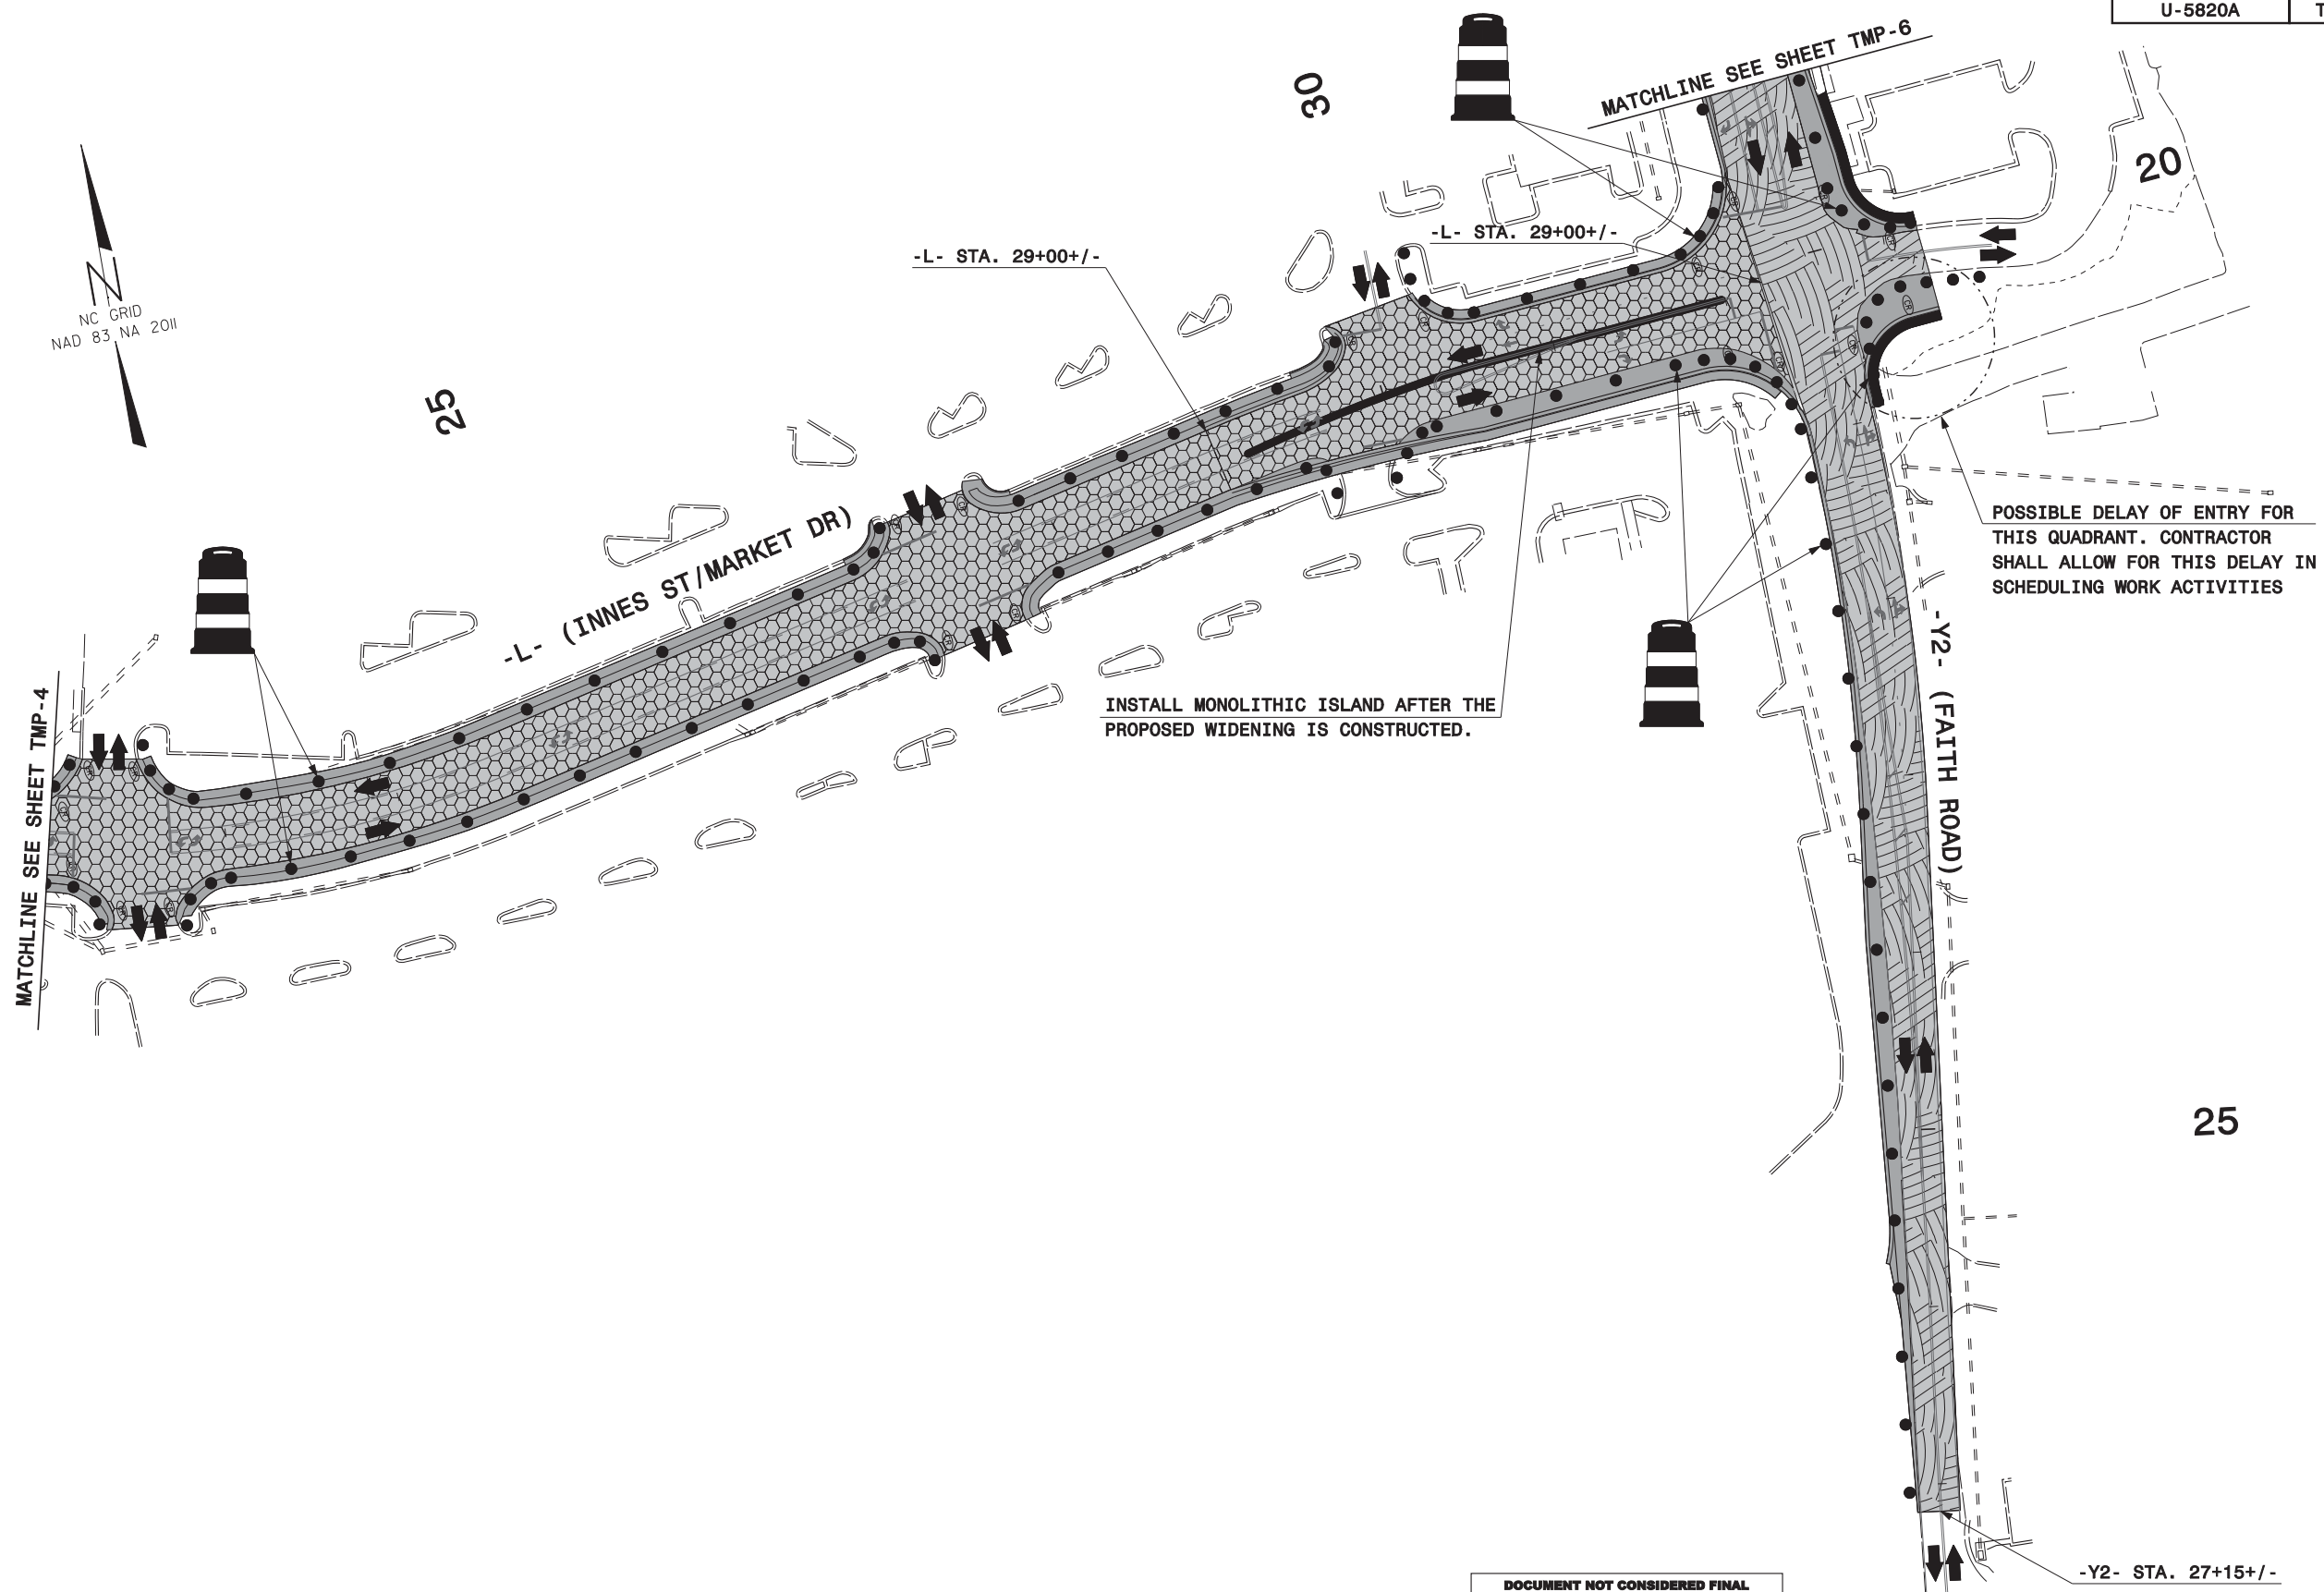 U-5820A
T
MATCHLINE SEE SHEET TMP-6
30
20
-L- STA. 29+00+/-
-L- STA. 29+00+/-
N
NC GRID
NAD 83 NA 2011
25
-L- (INNES ST/MARKET DR)
POSSIBLE DELAY OF ENTRY FOR
THIS QUADRANT. CONTRACTOR
SHALL ALLOW FOR THIS DELAY IN
SCHEDULING WORK ACTIVITIES
INSTALL MONOLITHIC ISLAND AFTER THE
PROPOSED WIDENING IS CONSTRUCTED.
-Y2- (FAITH ROAD)
MATCHLINE SEE SHEET TMP-4
25
-Y2- STA. 27+15+/-
DOCUMENT NOT CONSIDERED FINAL